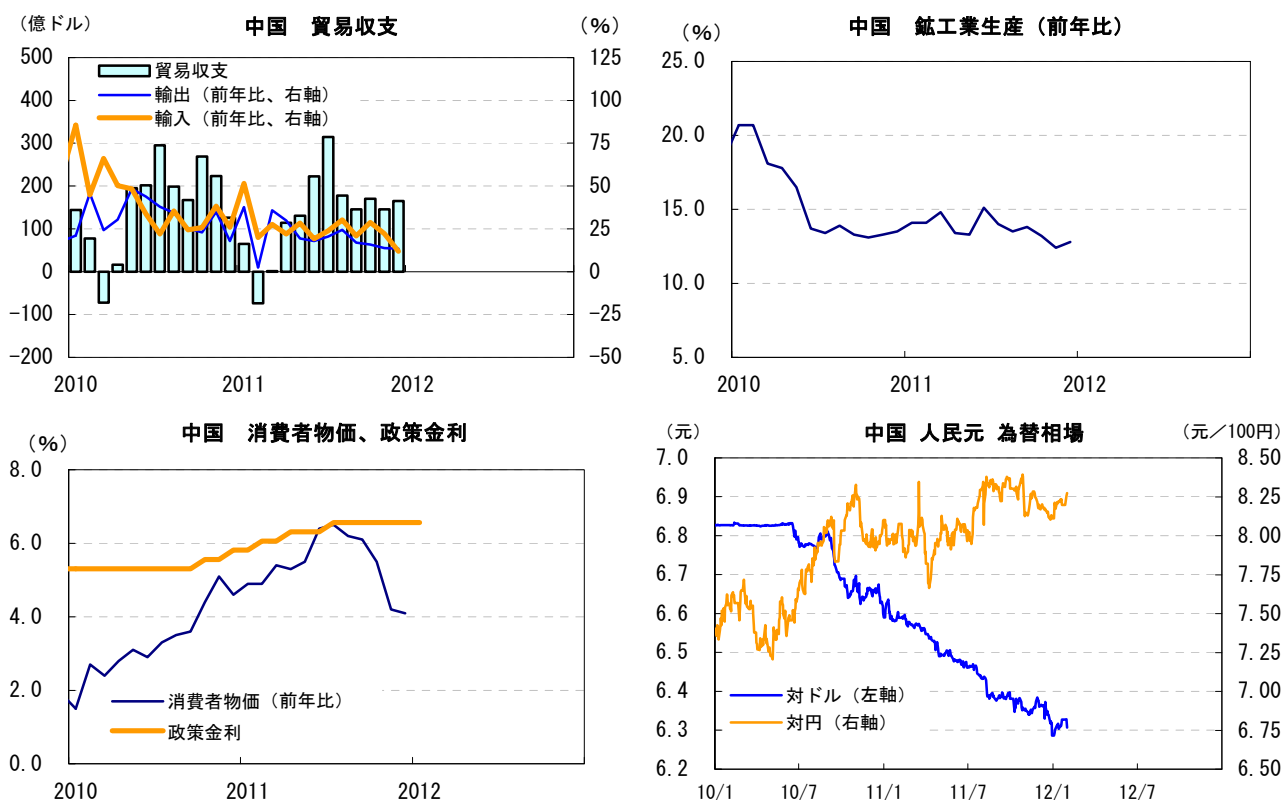 中国　貿易収支
（億ドル）
（%）
貿易収支
輸出（前年比、右軸）
輸入（前年比、右軸）
500
400
300
200
100
0
-100
-200
125
100
75
50
25
0
-25
-50
2010 2011 2012
中国　鉱工業生産（前年比）
（%）
25.0
20.0
15.0
10.0
5.0
2010 2011 2012
中国　消費者物価、政策金利
（%）
8.0
6.0
4.0
2.0
0.0
消費者物価（前年比）
政策金利
2010 2011 2012
中国 人民元 為替相場
（元）
（元／100円）
7.0
6.9
6.8
6.7
6.6
6.5
6.4
6.3
6.2
8.50
8.25
8.00
7.75
7.50
7.25
7.00
6.75
6.50
対ドル（左軸）
対円（右軸）
10/1 10/7 11/1 11/7 12/1 12/7